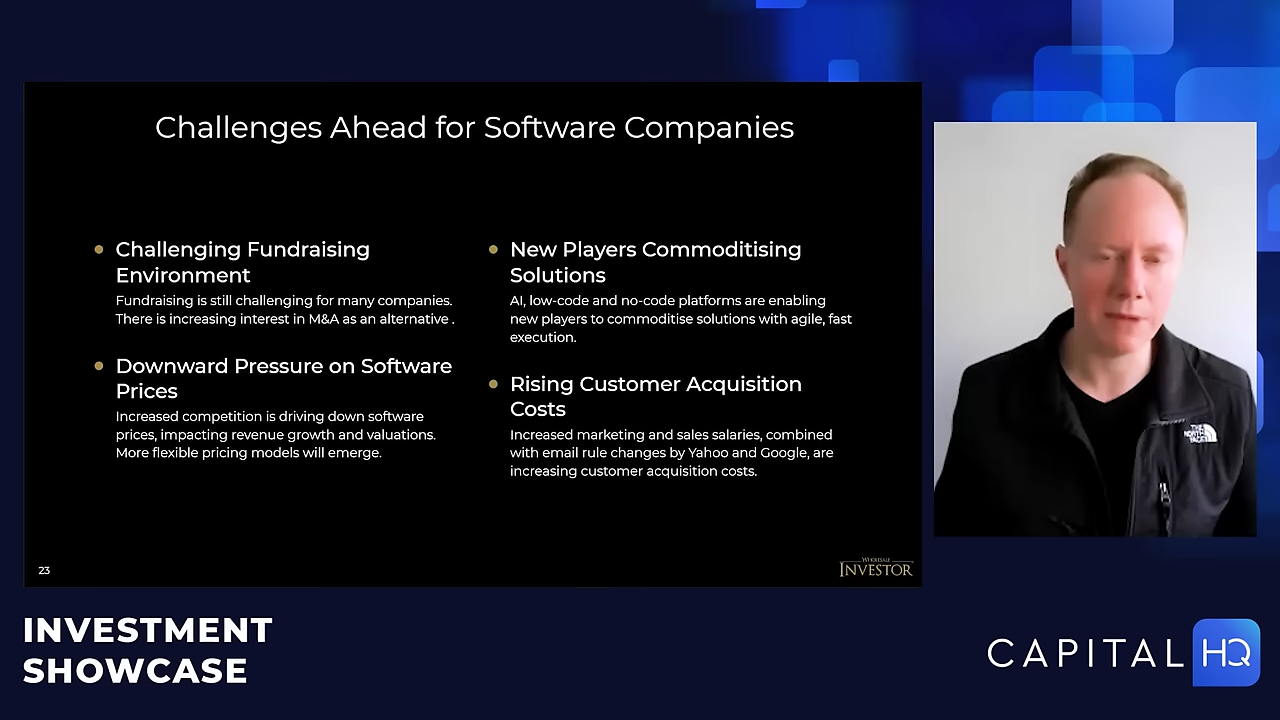 Challenges Ahead for Software Companies
Challenging Fundraising
Environment
Fundraising is still challenging for many companies.
There is increasing interest in M&A as an alternative .
Downward Pressure on Software
Prices
Increased competition is driving down software
prices, impacting revenue growth and valuations.
More flexible pricing models will emerge.
New Players Commoditising
Solutions
AI, low-code and no-code platforms are enabling
new players to commoditise solutions with agile, fast
execution.
Rising Customer Acquisition
Costs
Increased marketing and sales salaries, combined
with email rule changes by Yahoo and Google, are
increasing customer acquisition costs.
23
WHOLESALE
INVESTOR
THE
NORTH
FACE
INVESTMENT
SHOWCASE
CAPITAL HQ